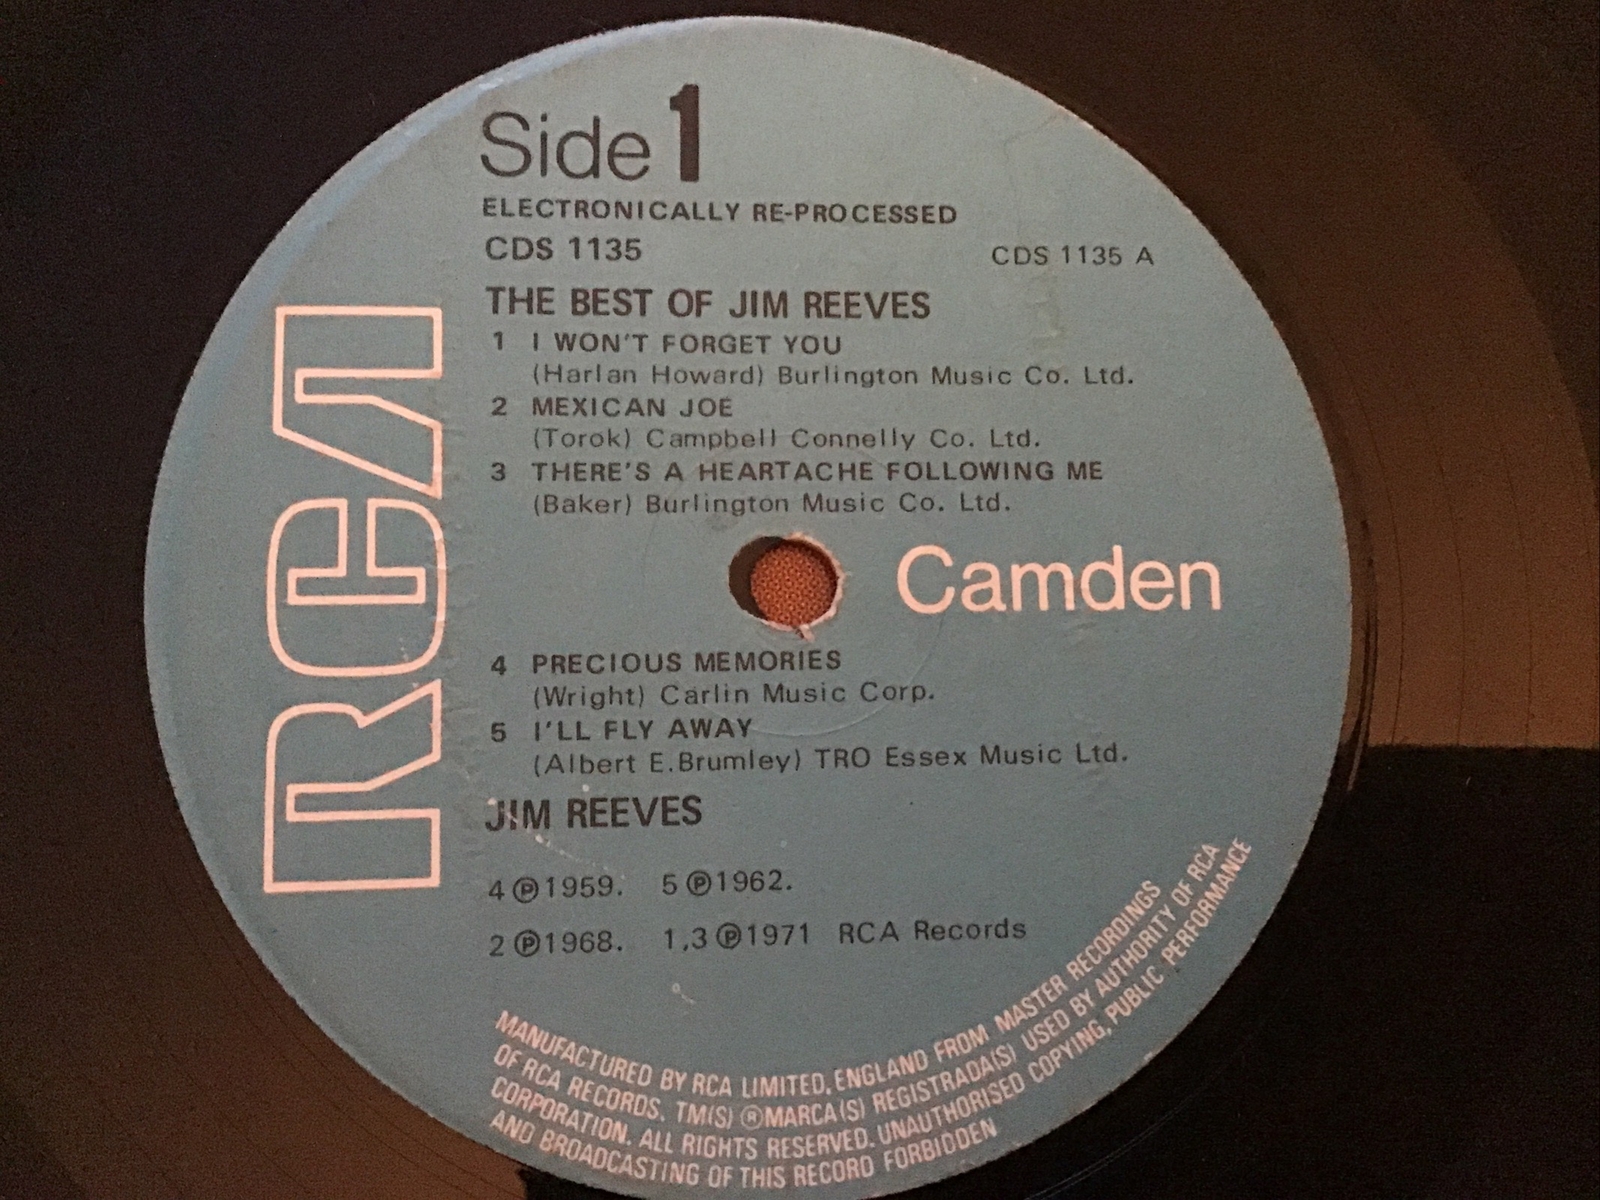 Side 1
ELECTRONICALLY RE-PROCESSED
CDS 1135
CDS 1135 A
THE BEST OF JIM REEVES
1 I WON'T FORGET YOU
(Harlan Howard) Burlington Music Co. Ltd.
2 MEXICAN JOE
(Torok) Campbell Connelly Co. Ltd.
3 THERE'S A HEARTACHE FOLLOWING ME
(Baker) Burlington Music Co. Ltd.
RCA
Camden
4 PRECIOUS MEMORIES
(Wright) Carlin Music Corp.
5 I'LL FLY AWAY
(Albert E.Brumley) TRO Essex Music Ltd.
JIM REEVES
4 ℗ 1959. 5 ℗ 1962.
2 ℗ 1968. 1,3 ℗ 1971 RCA Records
MANUFACTURED BY RCA LIMITED, ENGLAND FROM MASTER RECORDINGS
OF RCA RECORDS. TM(S) ® MARCA(S) REGISTRADA(S) USED BY AUTHORITY OF RCA
CORPORATION. ALL RIGHTS RESERVED. UNAUTHORISED COPYING, PUBLIC PERFORMANCE
AND BROADCASTING OF THIS RECORD FORBIDDEN